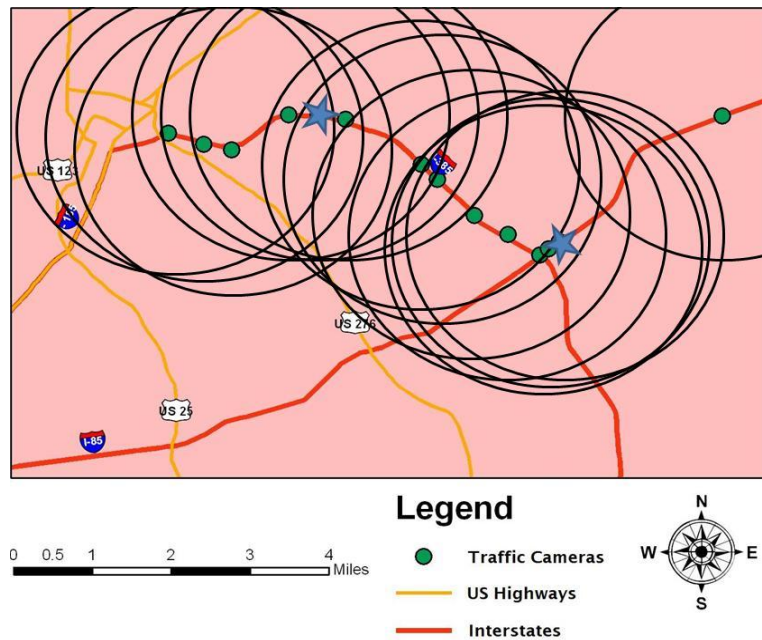 US 123
US 276
US 25
I-85
Legend
Traffic Cameras
US Highways
Interstates
0 0.5 1 2 3 4
Miles
N
W
E
S